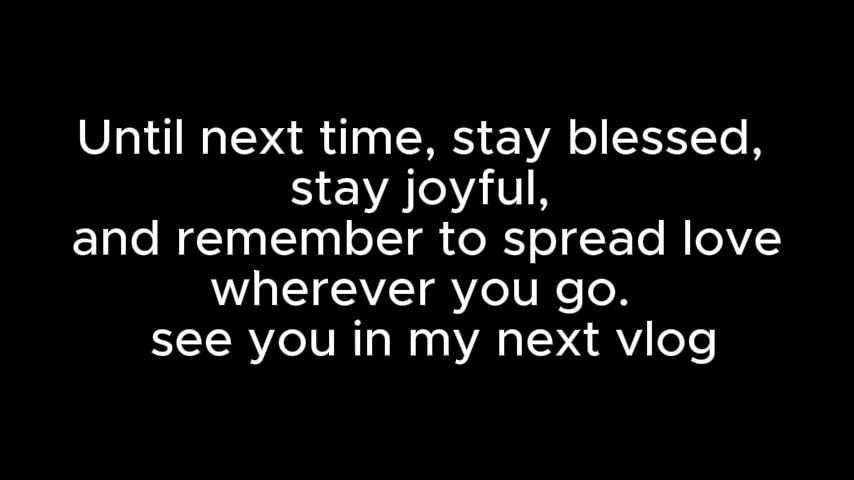 Until next time, stay blessed,
stay joyful,
and remember to spread love
wherever you go.
see you in my next vlog